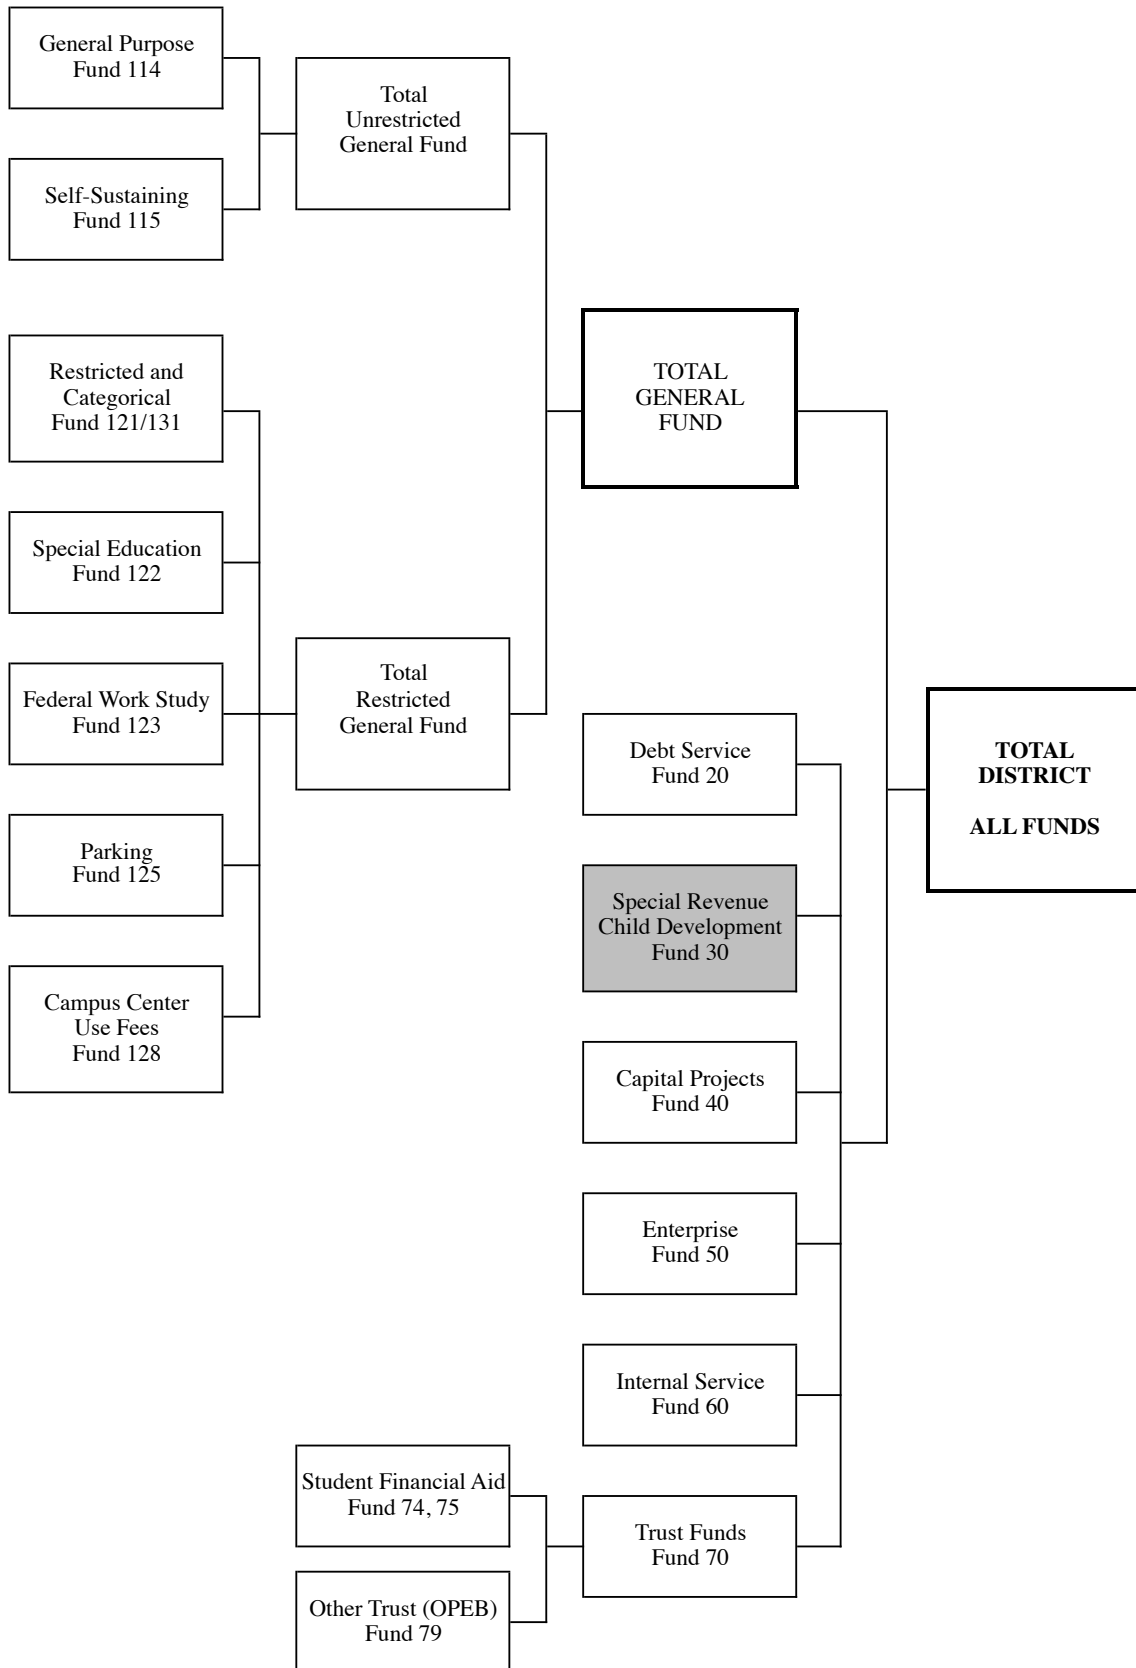 General Purpose
Fund 114
Total
Unrestricted
General Fund
Self-Sustaining
Fund 115
Restricted and
Categorical
Fund 121/131
TOTAL
GENERAL
FUND
Special Education
Fund 122
Federal Work Study
Fund 123
Total
Restricted
General Fund
Debt Service
Fund 20
TOTAL
DISTRICT
ALL FUNDS
Parking
Fund 125
Special Revenue
Child Development
Fund 30
Campus Center
Use Fees
Fund 128
Capital Projects
Fund 40
Enterprise
Fund 50
Internal Service
Fund 60
Student Financial Aid
Fund 74, 75
Trust Funds
Fund 70
Other Trust (OPEB)
Fund 79